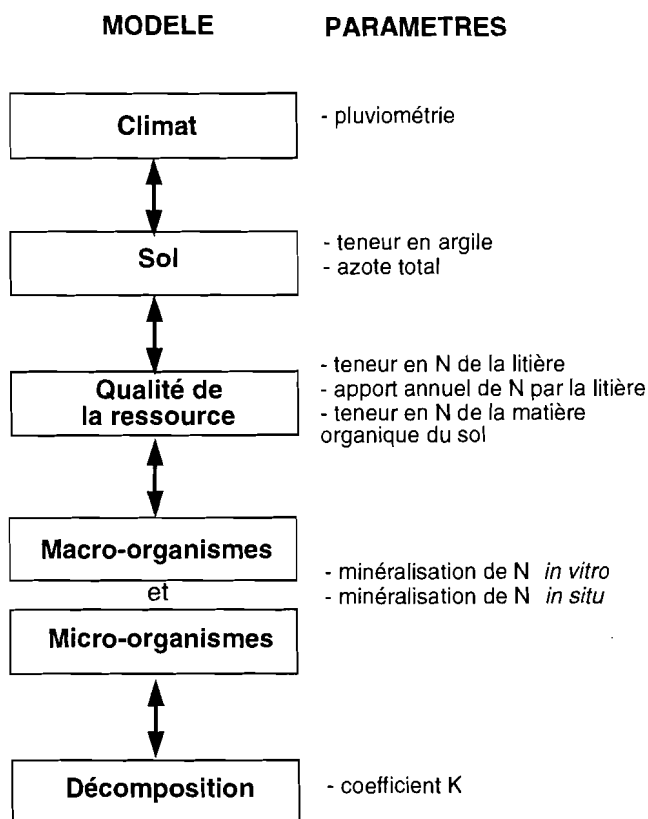 MODELE PARAMETRES
Climat
- pluviométrie
Sol
- teneur en argile
- azote total
Qualité de
la ressource
- teneur en N de la litière
- apport annuel de N par la litière
- teneur en N de la matière
organique du sol
Macro-organismes
et
Micro-organismes
- minéralisation de N in vitro
- minéralisation de N in situ
Décomposition
- coefficient K